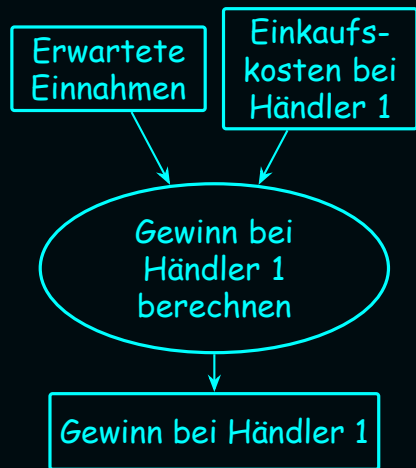 Erwartete
Einnahmen
Einkaufs-
kosten bei
Händler 1
Gewinn bei
Händler 1
berechnen
Gewinn bei Händler 1